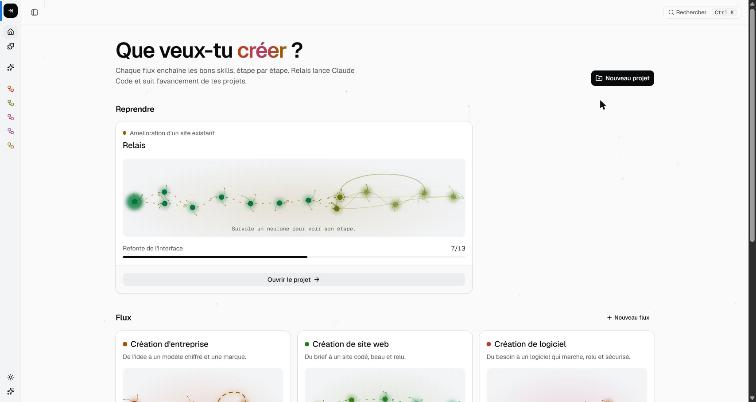 Rechercher Ctrl K
Que veux-tu créer ?
Chaque flux enchaîne les bons skills, étape par étape. Relais lance Claude
Code et suit l'avancement de tes projets.
Nouveau projet
Reprendre
Amélioration d'un site existant
Relais
Survole un neurone pour voir son étape.
Refonte de l'interface 7/13
Ouvrir le projet →
Flux
+ Nouveau flux
Création d'entreprise
De l'idée à un modèle chiffré et une marque.
Création de site web
Du brief à un site codé, beau et relu.
Création de logiciel
Du besoin à un logiciel qui marche, relu et sécurisé.